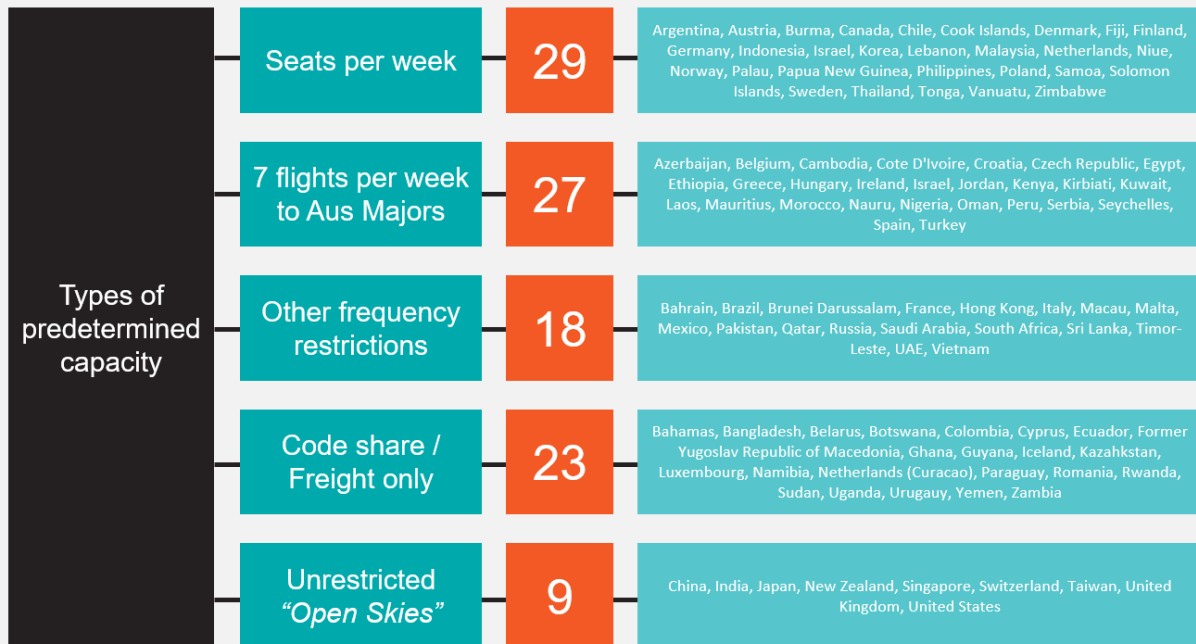 Types of
predetermined
capacity
Seats per week
29
Argentina, Austria, Burma, Canada, Chile, Cook Islands, Denmark, Fiji, Finland,
Germany, Indonesia, Israel, Korea, Lebanon, Malaysia, Netherlands, Niue,
Norway, Palau, Papua New Guinea, Philippines, Poland, Samoa, Solomon
Islands, Sweden, Thailand, Tonga, Vanuatu, Zimbabwe
7 flights per week
to Aus Majors
27
Azerbaijan, Belgium, Cambodia, Cote D'Ivoire, Croatia, Czech Republic, Egypt,
Ethiopia, Greece, Hungary, Ireland, Israel, Jordan, Kenya, Kirbiati, Kuwait,
Laos, Mauritius, Morocco, Nauru, Nigeria, Oman, Peru, Serbia, Seychelles,
Spain, Turkey
Other frequency
restrictions
18
Bahrain, Brazil, Brunei Darussalam, France, Hong Kong, Italy, Macau, Malta,
Mexico, Pakistan, Qatar, Russia, Saudi Arabia, South Africa, Sri Lanka, Timor-
Leste, UAE, Vietnam
Code share /
Freight only
23
Bahamas, Bangladesh, Belarus, Botswana, Colombia, Cyprus, Ecuador, Former
Yugoslav Republic of Macedonia, Ghana, Guyana, Iceland, Kazahkstan,
Luxembourg, Namibia, Netherlands (Curacao), Paraguay, Romania, Rwanda,
Sudan, Uganda, Urugauy, Yemen, Zambia
Unrestricted
“Open Skies”
9
China, India, Japan, New Zealand, Singapore, Switzerland, Taiwan, United
Kingdom, United States